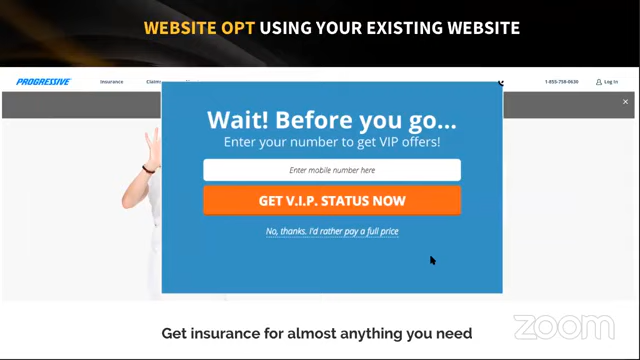 WEBSITE OPT USING YOUR EXISTING WEBSITE
PROGRESSIVE Insurance Claims 1-855-758-0630 Log In
Wait! Before you go...
Enter your number to get VIP offers!
Enter mobile number here
GET V.I.P. STATUS NOW
No, thanks. I'd rather pay a full price
Get insurance for almost anything you need
zoom